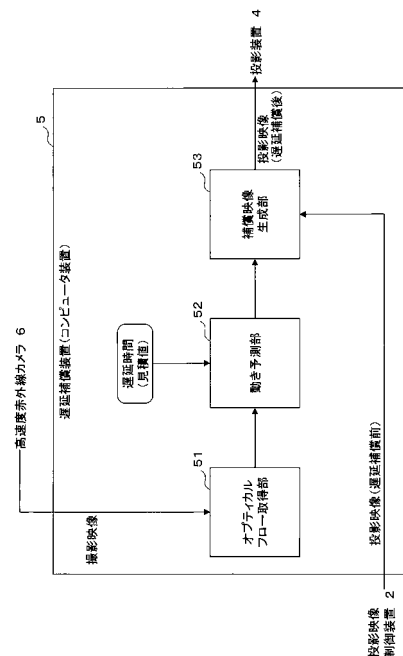 高速度赤外線カメラ 6
5
遅延補償装置(コンピュータ装置)
撮影映像
遅延時間
(見積値)
51
オプティカル
フロー取得部
52
動き予測部
53
補償映像
生成部
投影映像
(遅延補償後)
投影装置 4
投影映像(遅延補償前)
投影映像
制御装置 2